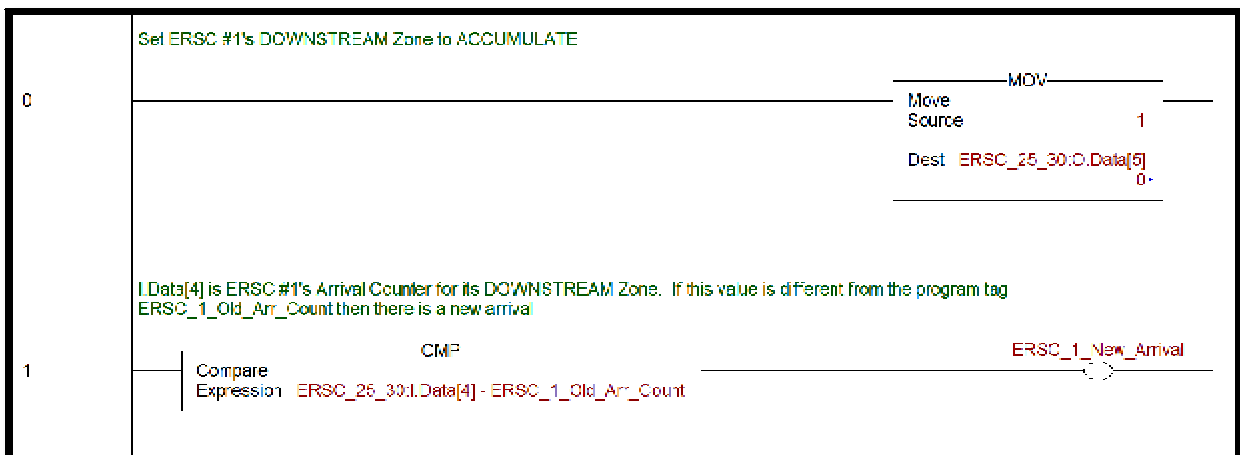 Set ERSC #1's DOWNSTREAM Zone to ACCUMULATE
0
MOV
Move
Source 1
Dest ERSC_25_30:O.Data[5]
0
I.Data[4] is ERSC #1's Arrival Counter for its DOWNSTREAM Zone. If this value is different from the program tag
ERSC_1_Old_Arr_Count then there is a new arrival
1
CMP
Compare
Expression ERSC_25_30:I.Data[4] - ERSC_1_Old_Arr_Count
ERSC_1_New_Arrival